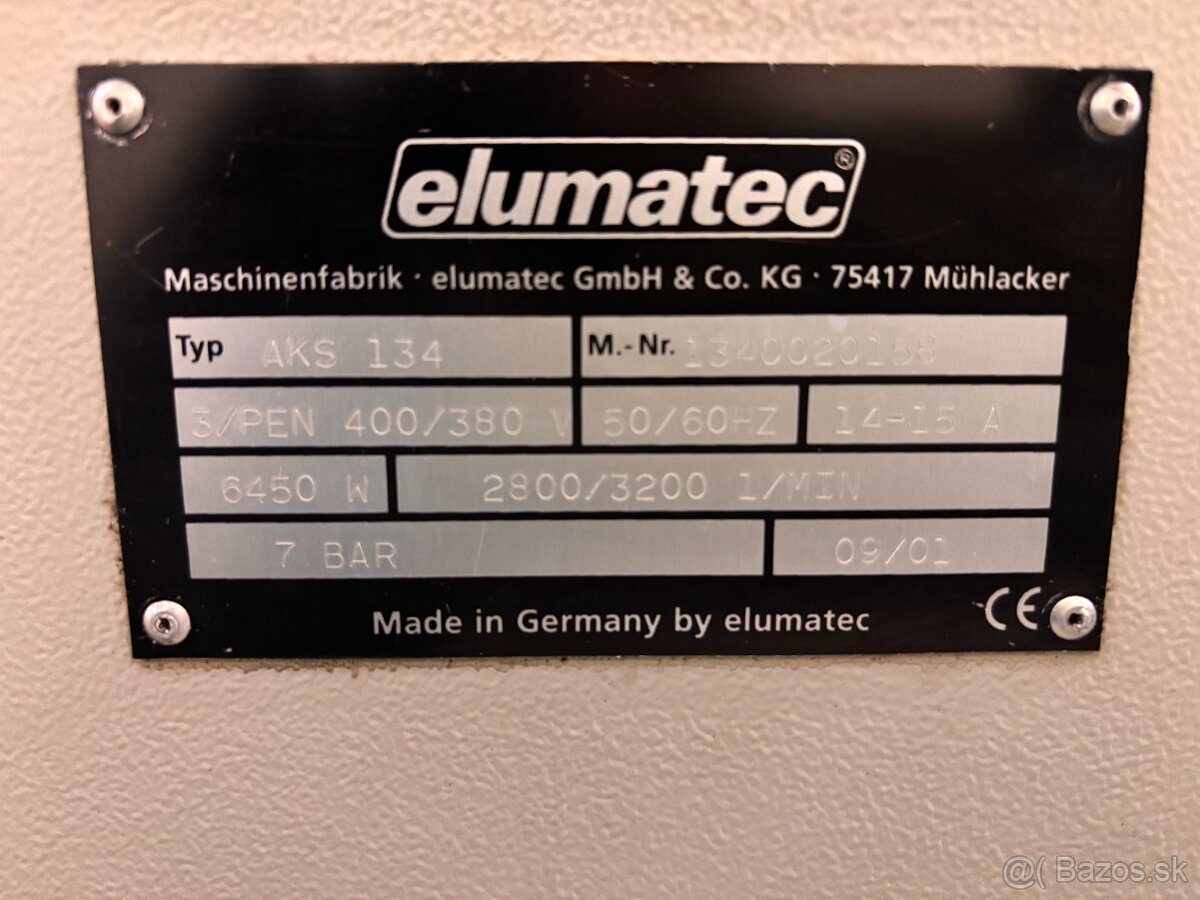 elumatec®
Maschinenfabrik · elumatec GmbH & Co. KG · 75417 Mühlacker
Typ AKS 134 M.-Nr. 1340020158
3/PEN 400/380 V 50/60HZ 14-15 A
6450 W 2800/3200 1/MIN
7 BAR 09/01
Made in Germany by elumatec CE
@( Bazos.sk